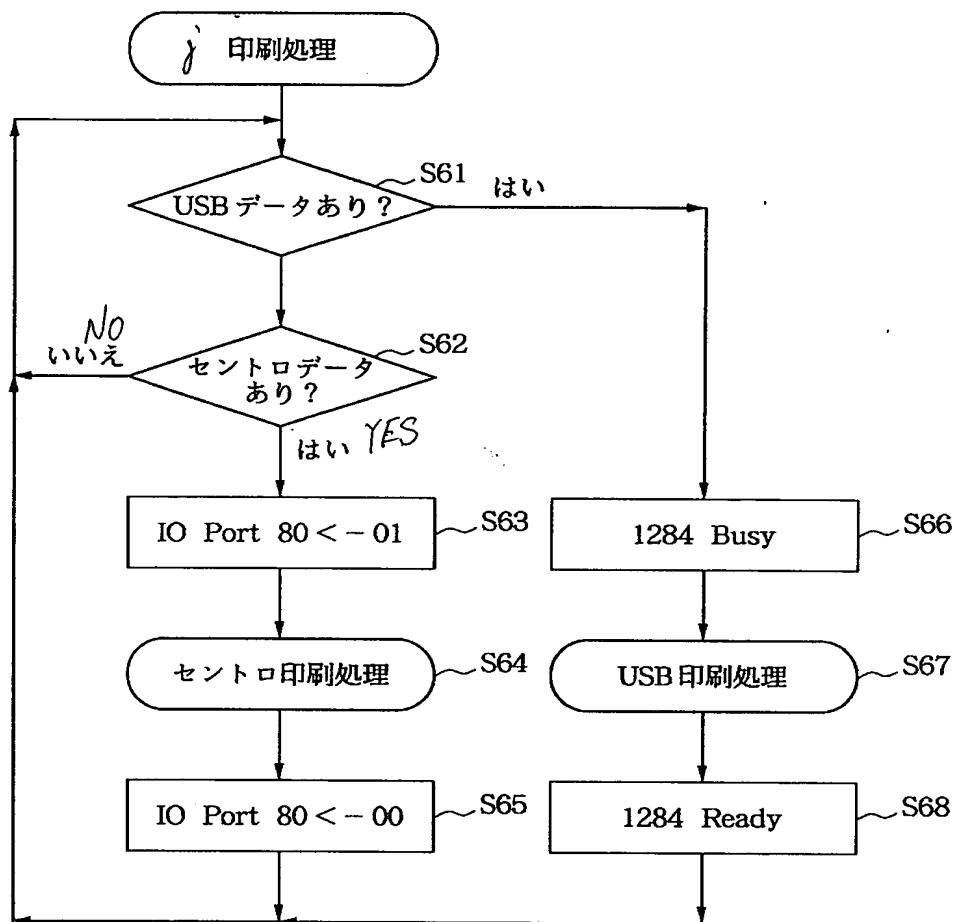 j 印刷処理
S61
はい
USBデータあり？
NO
いいえ
S62
セントロデータ
あり？
はい YES
IO Port 80<-01
S63
1284 Busy
S66
セントロ印刷処理
S64
USB印刷処理
S67
IO Port 80<-00
S65
1284 Ready
S68